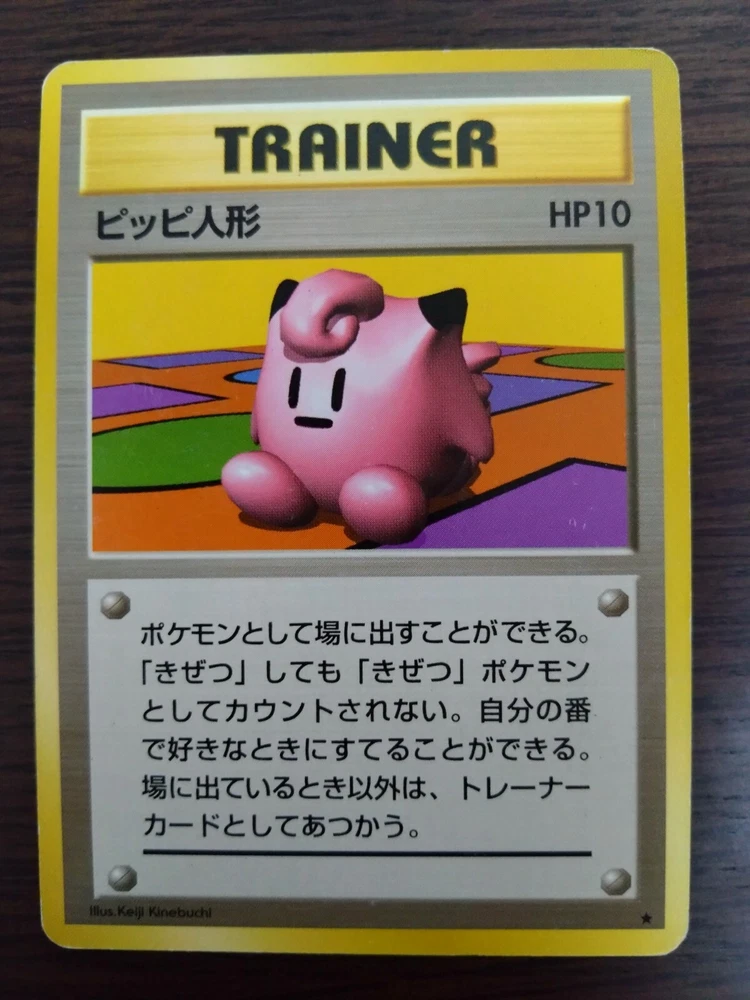 TRAINER
ピッピ人形 HP10
ポケモンとして場に出すことができる。
「きぜつ」しても「きぜつ」ポケモン
としてカウントされない。自分の番
で好きなときにすてることができる。
場に出ているとき以外は、トレーナー
カードとしてあつかう。
Illus.Keiji Kinebuchi ★